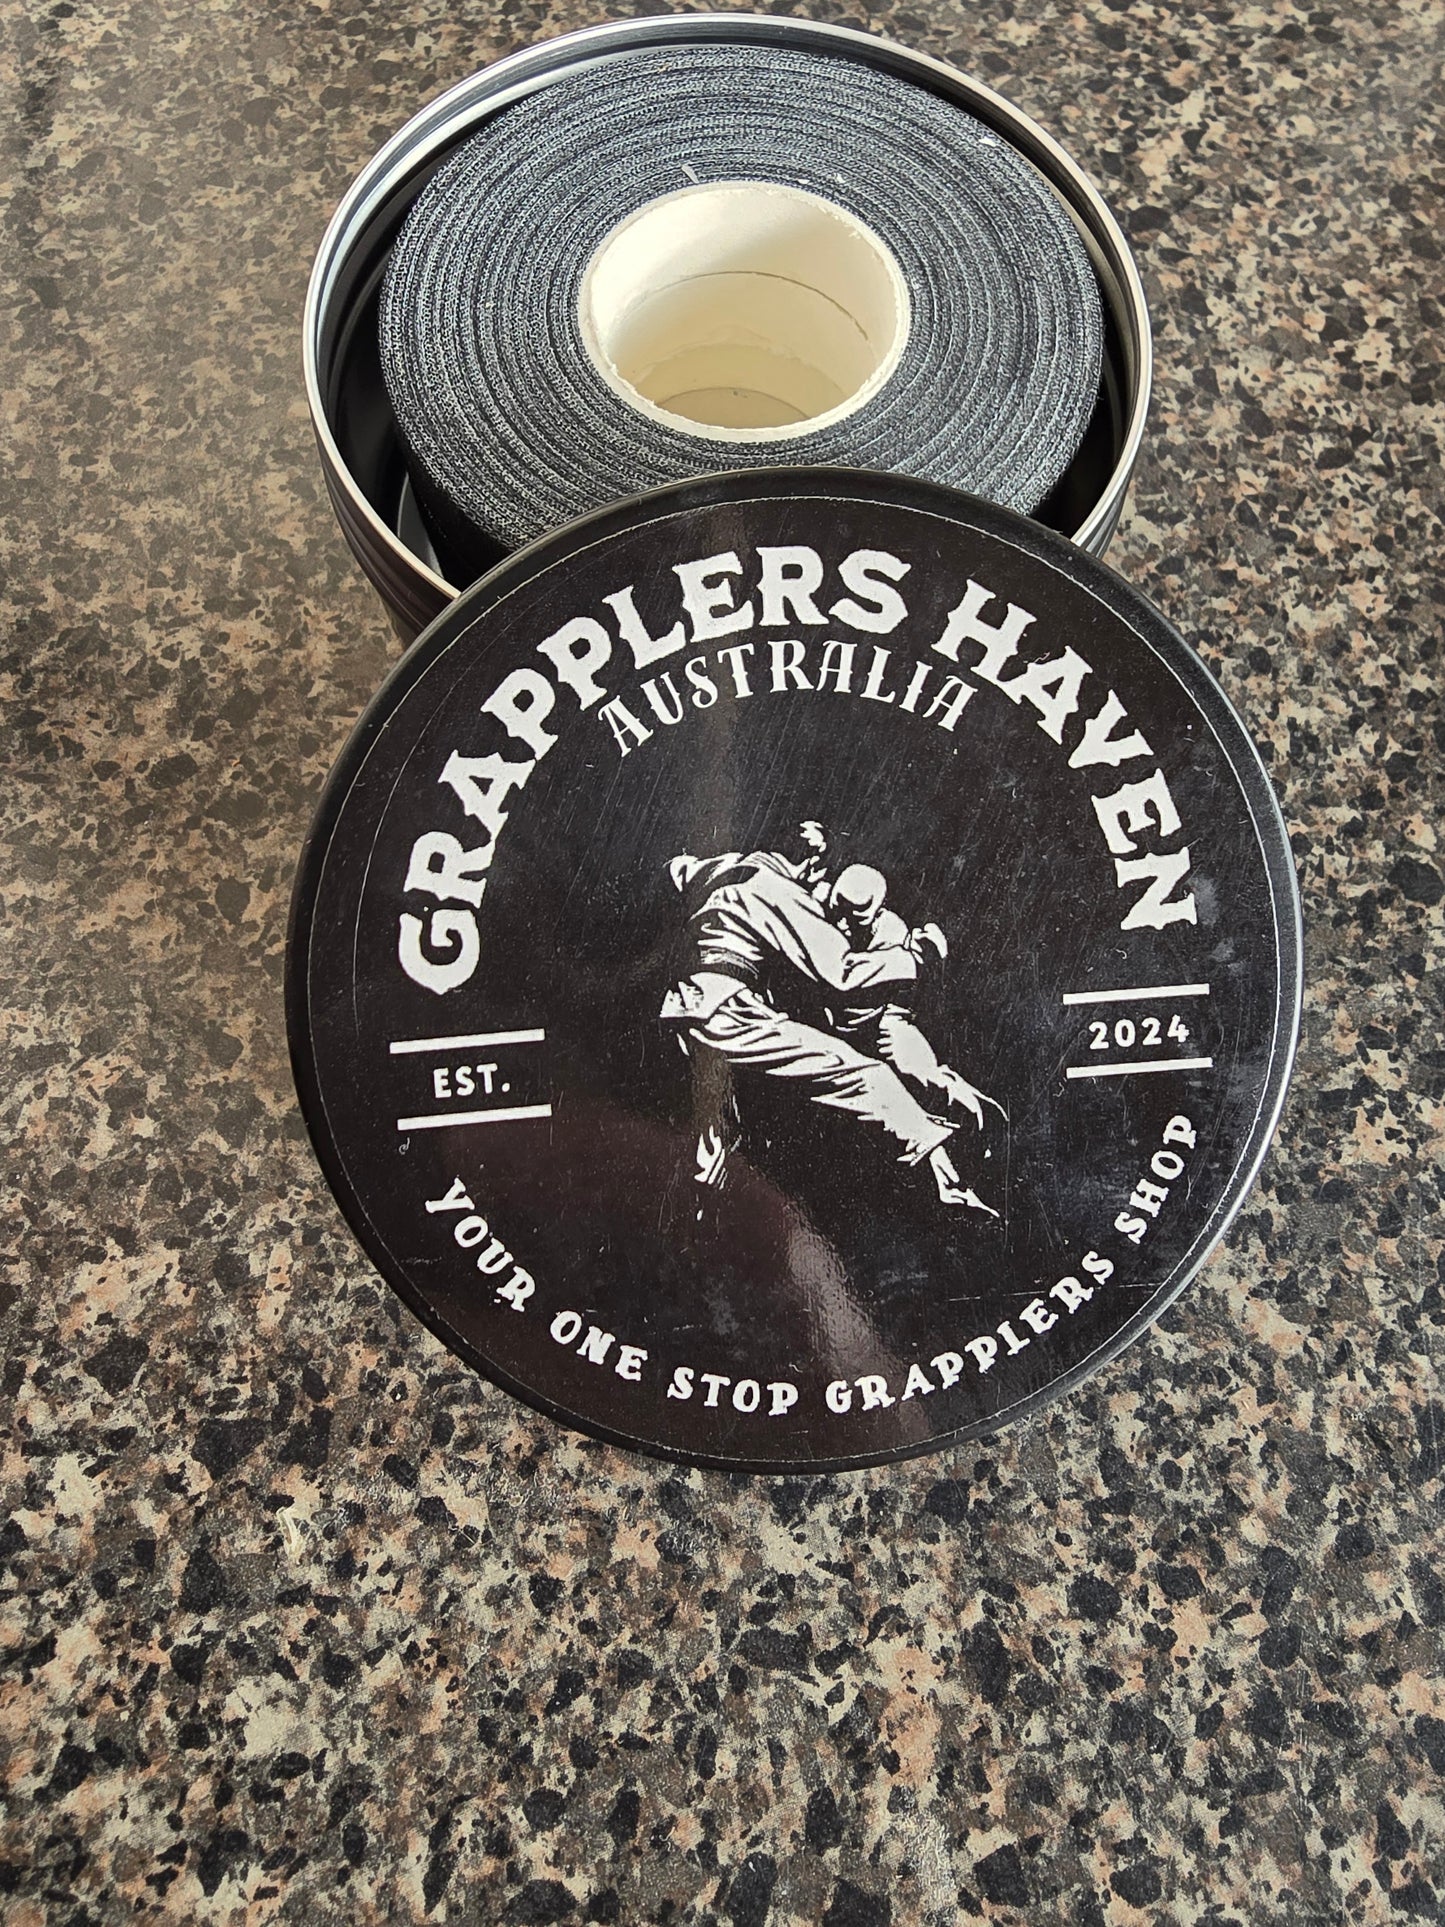 GRAPPLERS HAVEN
AUSTRALIA
EST.
2024
YOUR ONE STOP GRAPPLERS SHOP